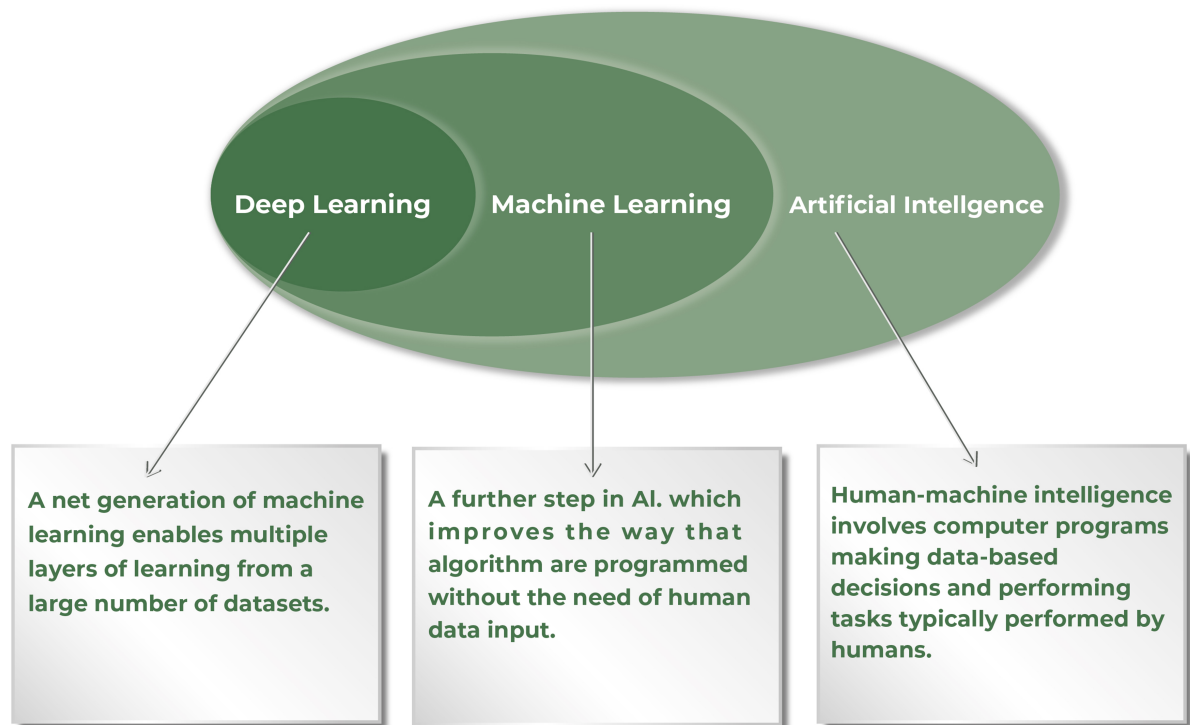 Deep Learning
Machine Learning
Artificial Intellgence
A net generation of machine
learning enables multiple
layers of learning from a
large number of datasets.
A further step in AI. which
improves the way that
algorithm are programmed
without the need of human
data input.
Human-machine intelligence
involves computer programs
making data-based
decisions and performing
tasks typically performed by
humans.